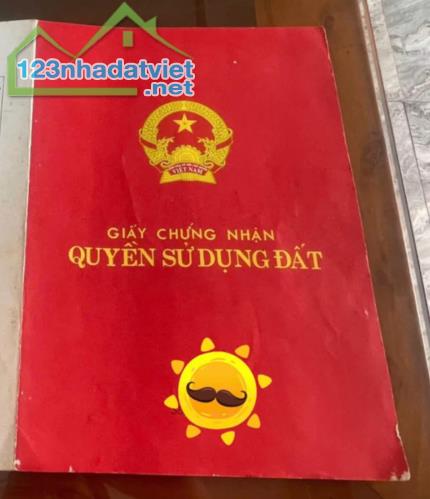 123nhadatviet
.net
VIỆT NAM
GIẤY CHỨNG NHẬN
QUYỀN SỬ DỤNG ĐẤT